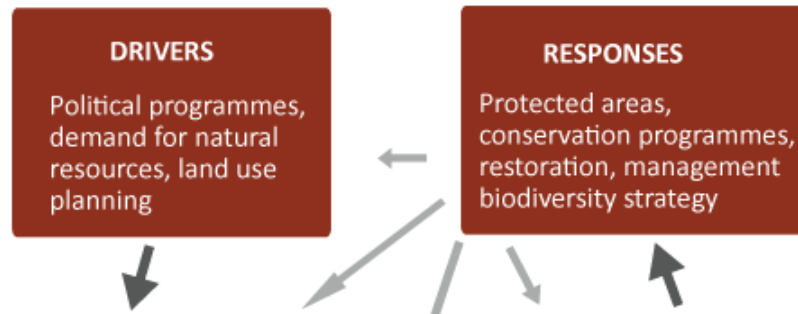 DRIVERS
Political programmes,
demand for natural
resources, land use
planning
RESPONSES
Protected areas,
conservation programmes,
restoration, management
biodiversity strategy